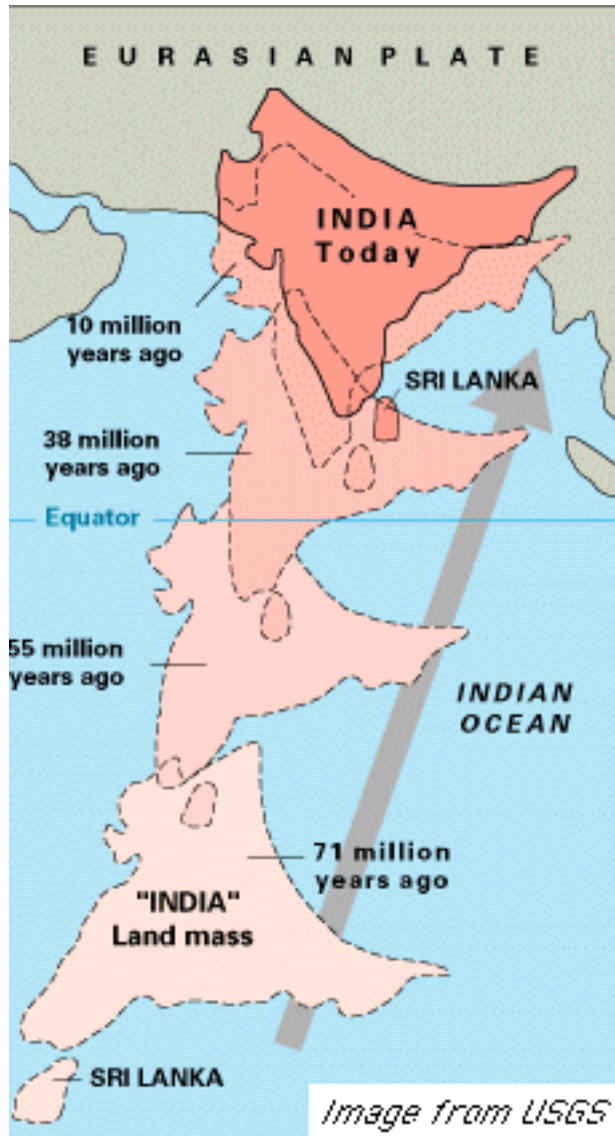 EURASIAN PLATE
INDIA
Today
10 million
years ago
SRI LANKA
38 million
years ago
Equator
55 million
years ago
INDIAN
OCEAN
71 million
years ago
"INDIA"
Land mass
SRI LANKA
Image from USGS